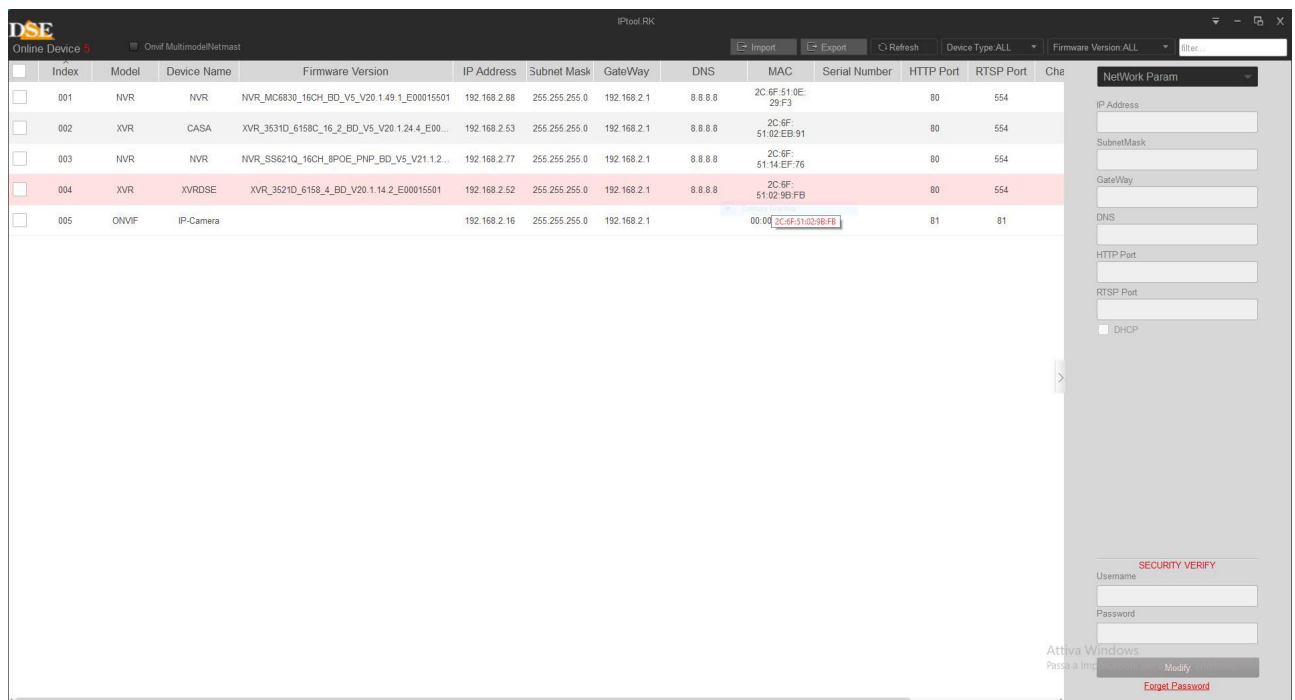 DSE
IPtool.RK
X
Online Device 5
Onvif MultimodelNetmast
Import
Export
Refresh
Device Type:ALL
Firmware Version:ALL
filter...
Index Model Device Name Firmware Version IP Address Subnet Mask GateWay DNS MAC Serial Number HTTP Port RTSP Port Cha
001 NVR NVR NVR_MC6830_16CH_BD_V5_V20.1.49.1_E00015501 192.168.2.88 255.255.255.0 192.168.2.1 8.8.8.8 2C:6F:51:0E:
29:F3 80 554
002 XVR CASA XVR_3531D_6158C_16_2_BD_V5_V20.1.24.4_E00... 192.168.2.53 255.255.255.0 192.168.2.1 8.8.8.8 2C:6F:
51:02:EB:91 80 554
003 NVR NVR NVR_SS621Q_16CH_8POE_PNP_BD_V5_V21.1.2... 192.168.2.77 255.255.255.0 192.168.2.1 8.8.8.8 2C:6F:
51:14:EF:76 80 554
004 XVR XVRDSE XVR_3521D_6158_4_BD_V20.1.14.2_E00015501 192.168.2.52 255.255.255.0 192.168.2.1 8.8.8.8 2C:6F:
51:02:9B:FB 80 554
005 ONVIF IP-Camera 192.168.2.16 255.255.255.0 192.168.2.1 00:00 81 81
2C:6F:51:02:9B:FB
NetWork Param
IP Address
SubnetMask
GateWay
DNS
HTTP Port
RTSP Port
DHCP
SECURITY VERIFY
Username
Password
Attiva Windows
Passa a Imp
Modify
Forget Password